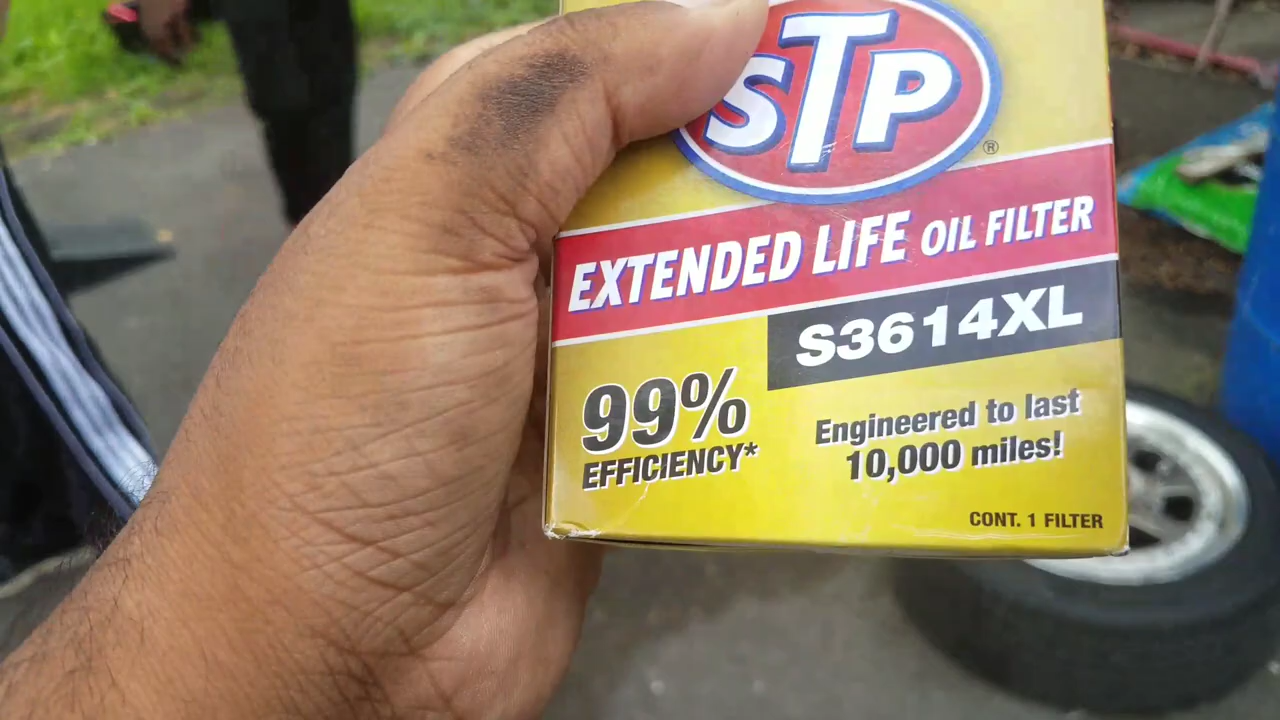 STP
®
EXTENDED LIFE OIL FILTER
S3614XL
99%
EFFICIENCY*
Engineered to last
10,000 miles!
CONT. 1 FILTER